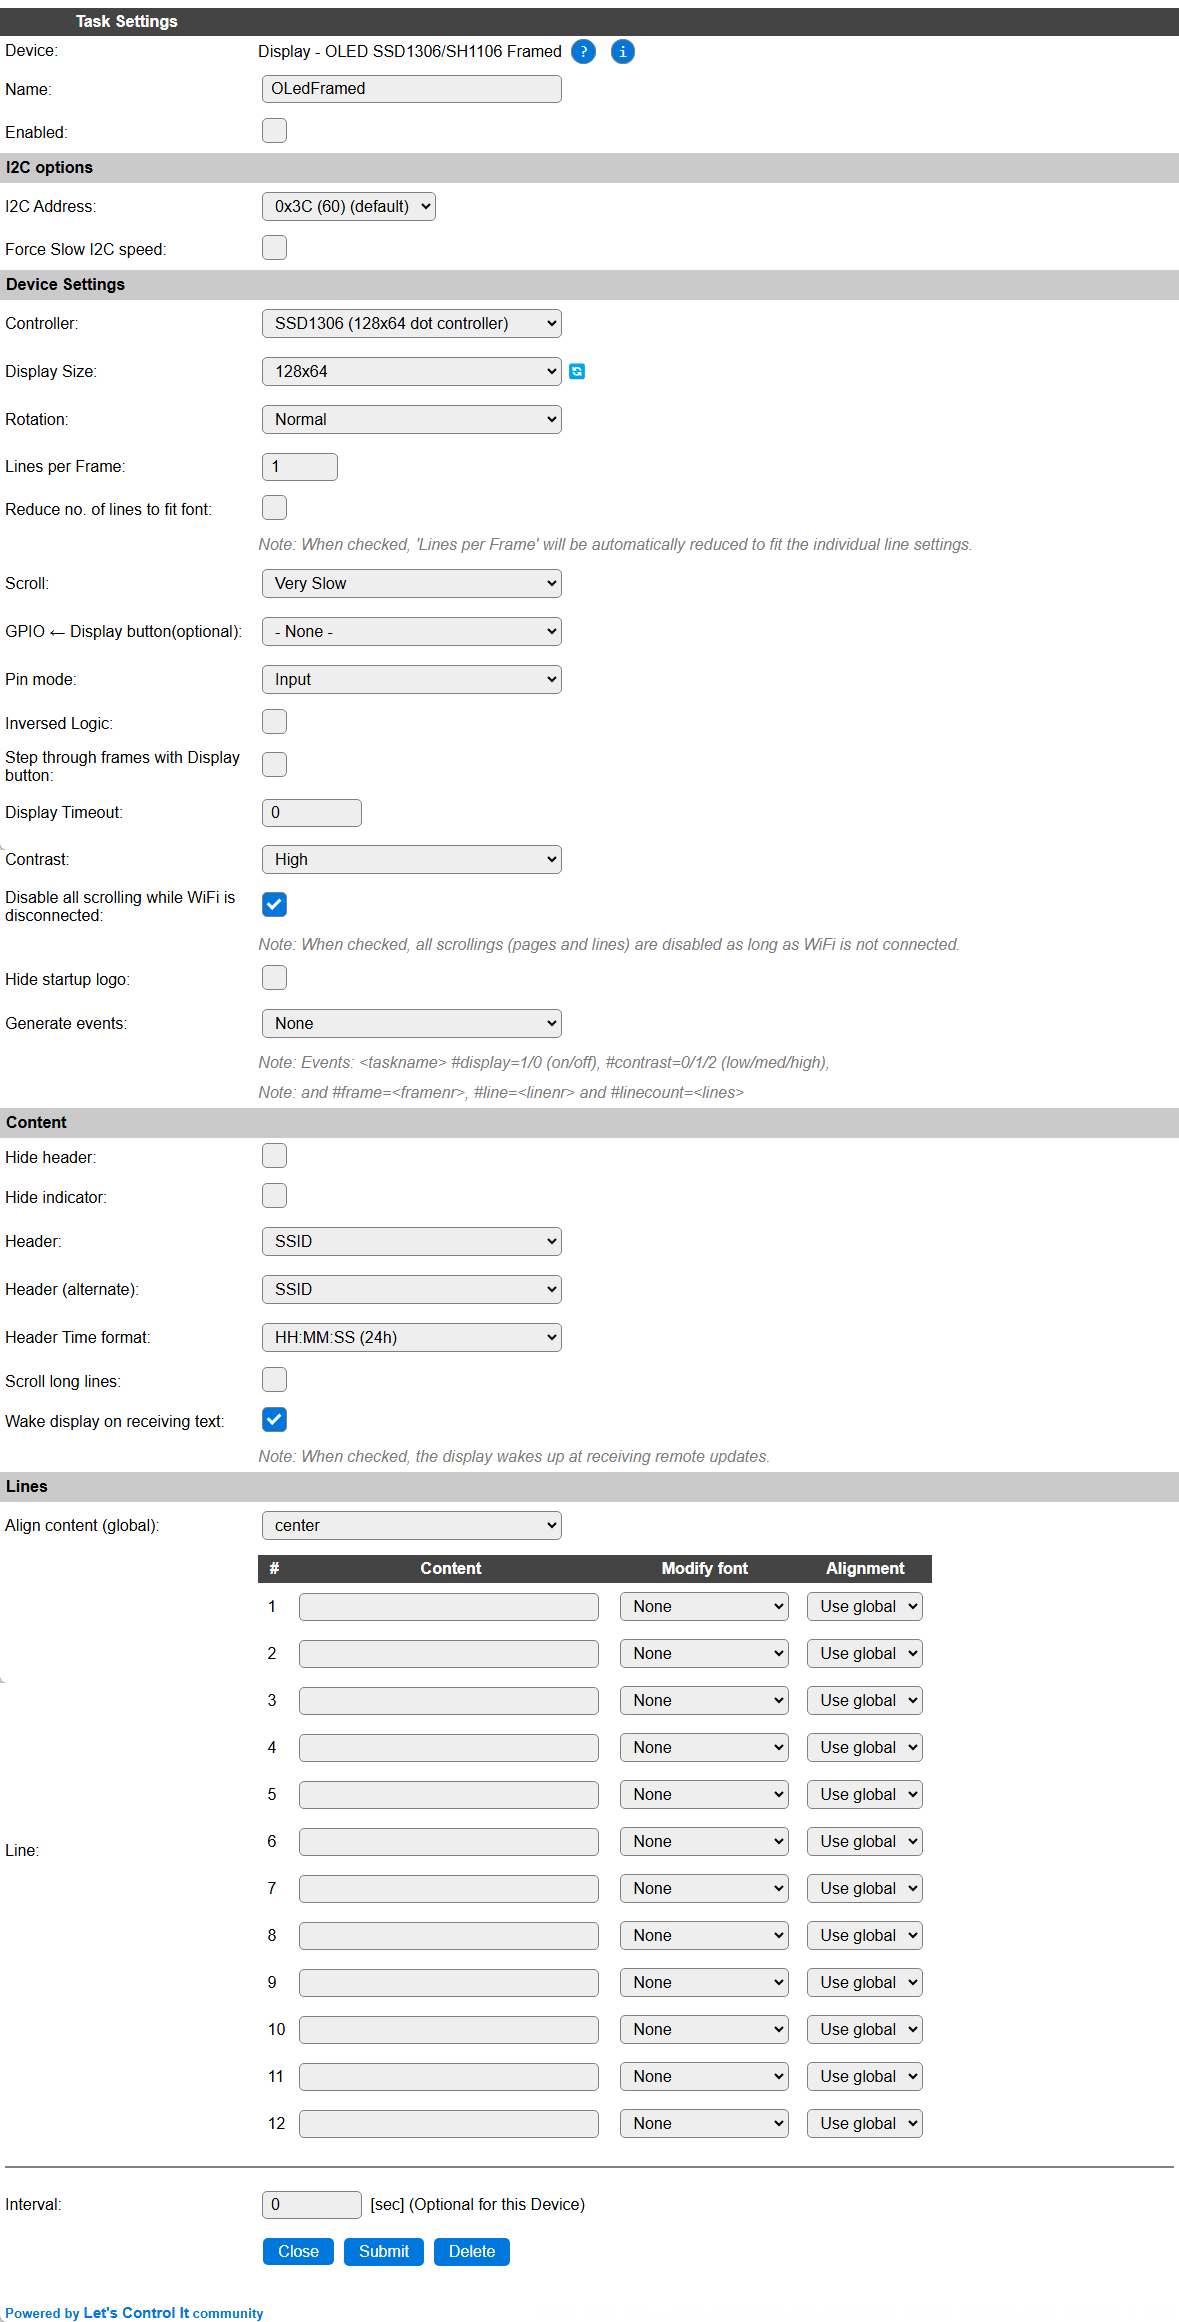 Task Settings
Device: Display - OLED SSD1306/SH1106 Framed ? i
Name: OLedFramed
Enabled:
I2C options
I2C Address: 0x3C (60) (default)
Force Slow I2C speed:
Device Settings
Controller: SSD1306 (128x64 dot controller)
Display Size: 128x64
Rotation: Normal
Lines per Frame: 1
Reduce no. of lines to fit font:
Note: When checked, 'Lines per Frame' will be automatically reduced to fit the individual line settings.
Scroll: Very Slow
GPIO ← Display button(optional): - None -
Pin mode: Input
Inversed Logic:
Step through frames with Display
button:
Display Timeout: 0
Contrast: High
Disable all scrolling while WiFi is
disconnected:
Note: When checked, all scrollings (pages and lines) are disabled as long as WiFi is not connected.
Hide startup logo:
Generate events: None
Note: Events: <taskname> #display=1/0 (on/off), #contrast=0/1/2 (low/med/high),
Note: and #frame=<framenr>, #line=<linenr> and #linecount=<lines>
Content
Hide header:
Hide indicator:
Header: SSID
Header (alternate): SSID
Header Time format: HH:MM:SS (24h)
Scroll long lines:
Wake display on receiving text:
Note: When checked, the display wakes up at receiving remote updates.
Lines
Align content (global): center
# Content Modify font Alignment
1 None Use global
2 None Use global
3 None Use global
4 None Use global
5 None Use global
6 None Use global
Line:
7 None Use global
8 None Use global
9 None Use global
10 None Use global
11 None Use global
12 None Use global
Interval: 0 [sec] (Optional for this Device)
Close Submit Delete
Powered by Let's Control It community